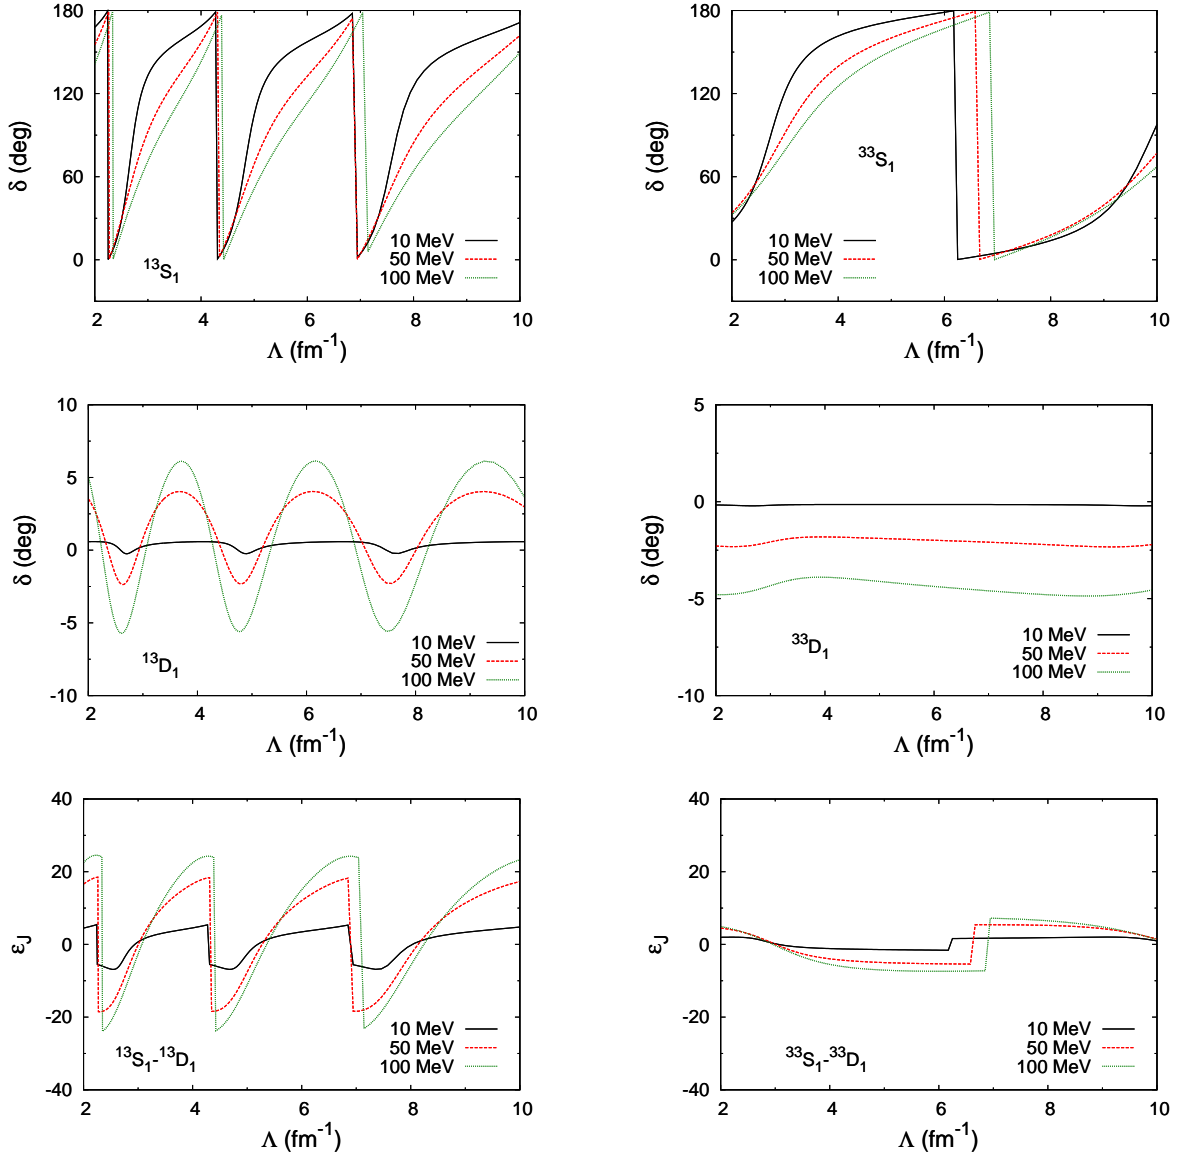 180
120
60
0
δ (deg)
¹³S₁
10 MeV
50 MeV
100 MeV
2 4 6 8 10
Λ (fm⁻¹)
180
120
60
0
δ (deg)
³³S₁
10 MeV
50 MeV
100 MeV
2 4 6 8 10
Λ (fm⁻¹)
10
5
0
-5
-10
δ (deg)
¹³D₁
10 MeV
50 MeV
100 MeV
2 4 6 8 10
Λ (fm⁻¹)
5
0
-5
-10
δ (deg)
³³D₁
10 MeV
50 MeV
100 MeV
2 4 6 8 10
Λ (fm⁻¹)
40
20
0
-20
-40
ε_J
¹³S₁-¹³D₁
10 MeV
50 MeV
100 MeV
2 4 6 8 10
Λ (fm⁻¹)
40
20
0
-20
-40
ε_J
³³S₁-³³D₁
10 MeV
50 MeV
100 MeV
2 4 6 8 10
Λ (fm⁻¹)